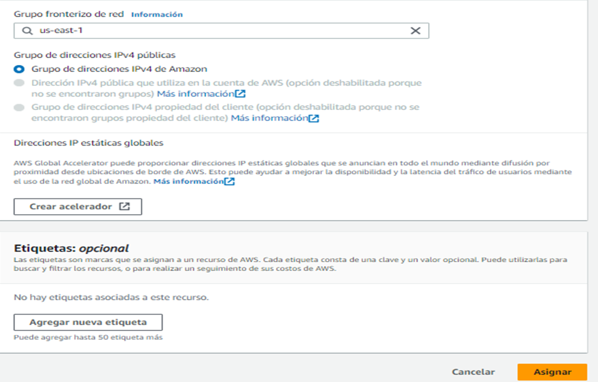 Grupo fronterizo de red Información
us-east-1
Grupo de direcciones IPv4 públicas
Grupo de direcciones IPv4 de Amazon
Dirección IPv4 pública que utiliza en la cuenta de AWS (opción deshabilitada porque
no se encontraron grupos) Más información
Grupo de direcciones IPv4 propiedad del cliente (opción deshabilitada porque no se
encontraron grupos propiedad del cliente) Más información
Direcciones IP estáticas globales
AWS Global Accelerator puede proporcionar direcciones IP estáticas globales que se anuncian en todo el mundo mediante difusión por
proximidad desde ubicaciones de borde de AWS. Esto puede ayudar a mejorar la disponibilidad y la latencia del tráfico de usuarios mediante
el uso de la red global de Amazon. Más información
Crear acelerador
Etiquetas: opcional
Las etiquetas son marcas que se asignan a un recurso de AWS. Cada etiqueta consta de una clave y un valor opcional. Puede utilizarlas para
buscar y filtrar los recursos, o para realizar un seguimiento de sus costos de AWS.
No hay etiquetas asociadas a este recurso.
Agregar nueva etiqueta
Puede agregar hasta 50 etiqueta más
Cancelar
Asignar